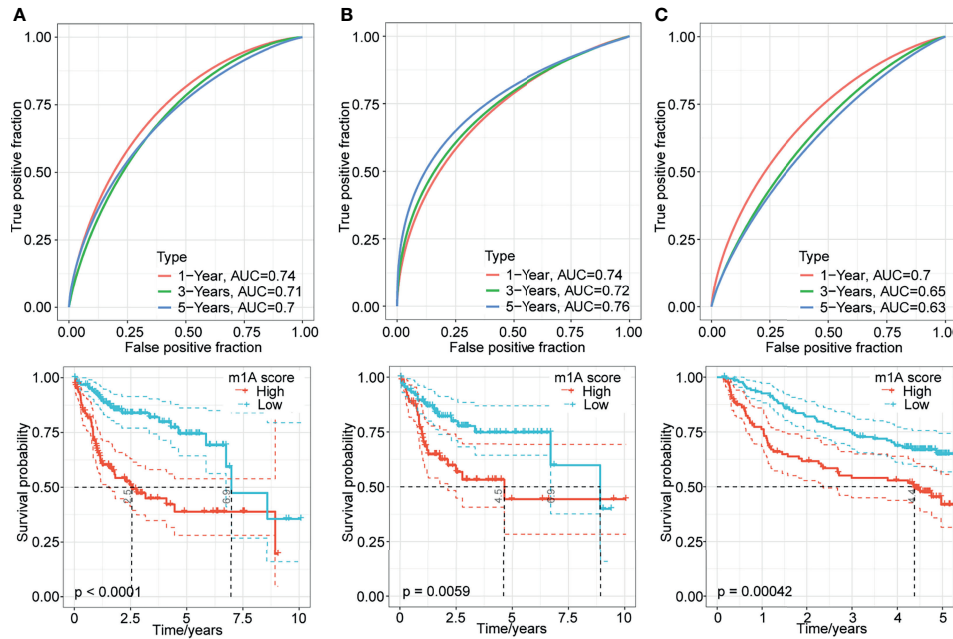 A
B
C
1.00
0.75
0.50
0.25
0.00
True positive fraction
Type
1-Year, AUC=0.74
3-Years, AUC=0.71
5-Years, AUC=0.7
0.00 0.25 0.50 0.75 1.00
False positive fraction
1.00
0.75
0.50
0.25
0.00
True positive fraction
Type
1-Year, AUC=0.74
3-Years, AUC=0.72
5-Years, AUC=0.76
0.00 0.25 0.50 0.75 1.00
False positive fraction
1.00
0.75
0.50
0.25
0.00
True positive fraction
Type
1-Year, AUC=0.7
3-Years, AUC=0.65
5-Years, AUC=0.63
0.00 0.25 0.50 0.75 1.00
False positive fraction
1.00
0.75
0.50
0.25
0.00
Survival probability
m1A score
High
Low
2.5
p < 0.0001
0.0 2.5 5.0 7.5 10
Time/years
1.00
0.75
0.50
0.25
0.00
Survival probability
m1A score
High
Low
4.5
p = 0.0059
0.0 2.5 5.0 7.5 10
Time/years
1.00
0.75
0.50
0.25
0.00
Survival probability
m1A score
High
Low
p = 0.00042
0 1 2 3 4 5
Time/years